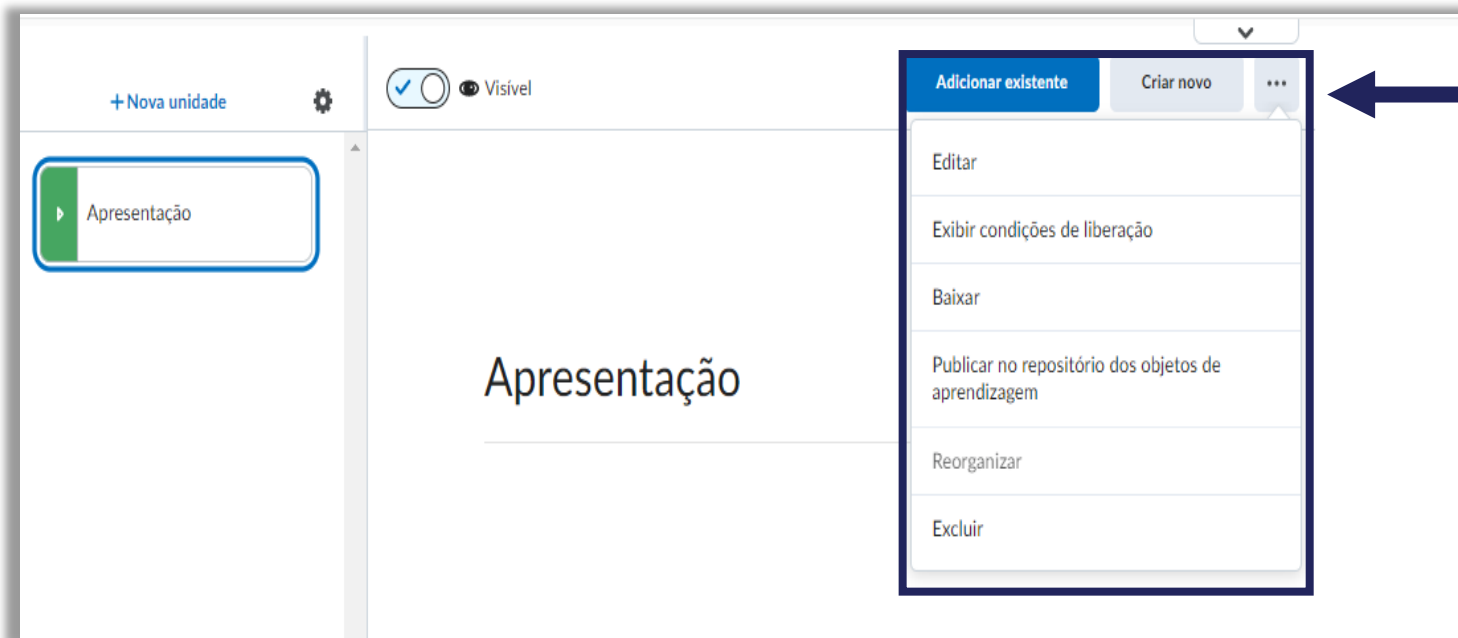 + Nova unidade
Visível
Adicionar existente
Criar novo
Apresentação
Apresentação
Editar
Exibir condições de liberação
Baixar
Publicar no repositório dos objetos de
aprendizagem
Reorganizar
Excluir